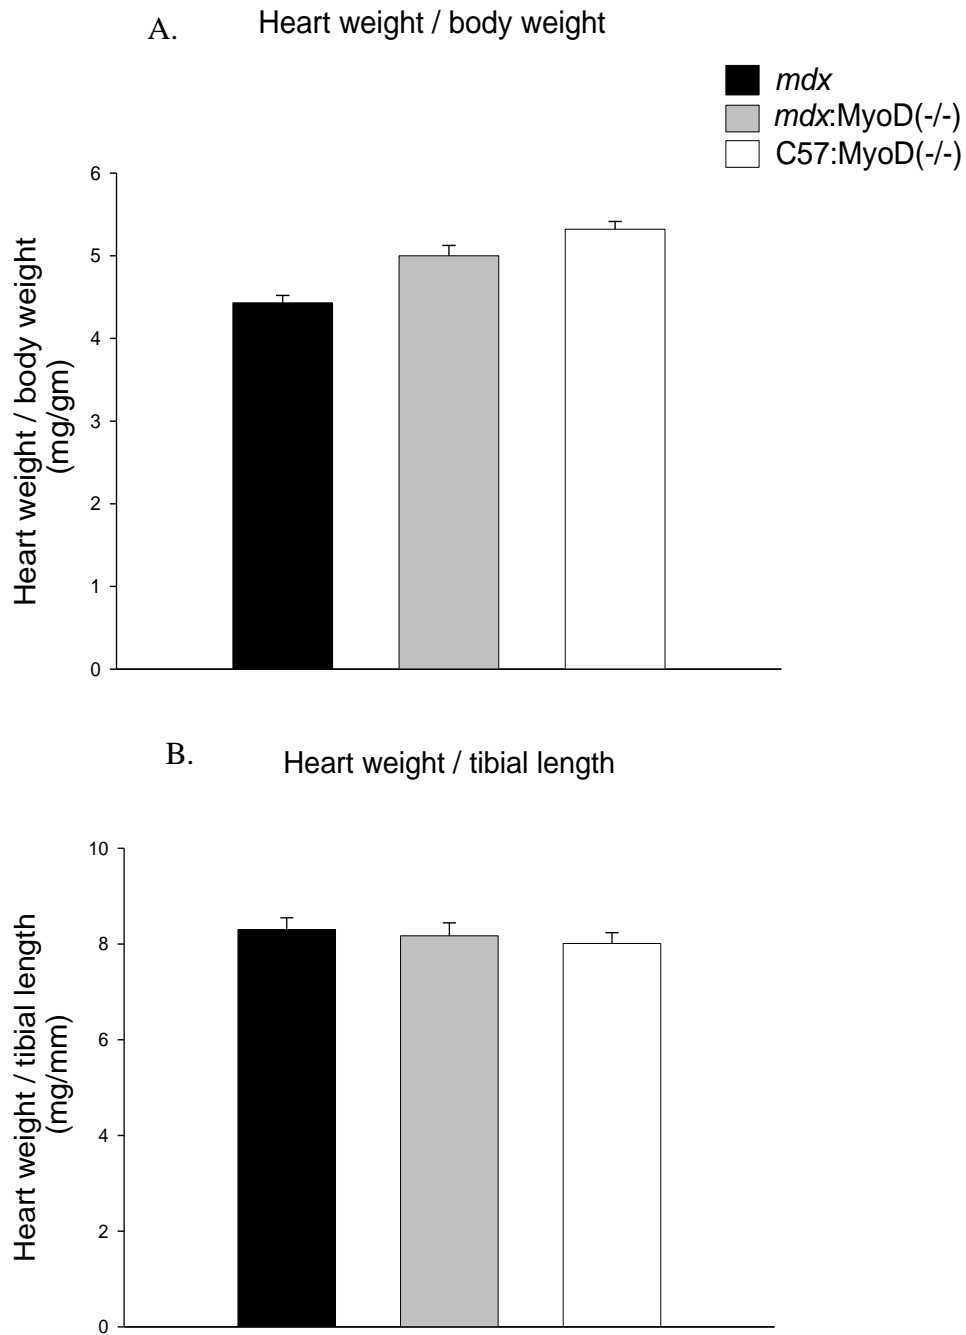 A.
Heart weight / body weight
mdx
mdx:MyoD(-/-)
C57:MyoD(-/-)
Heart weight / body weight
(mg/gm)
6
5
4
3
2
1
0
B.
Heart weight / tibial length
Heart weight / tibial length
(mg/mm)
10
8
6
4
2
0